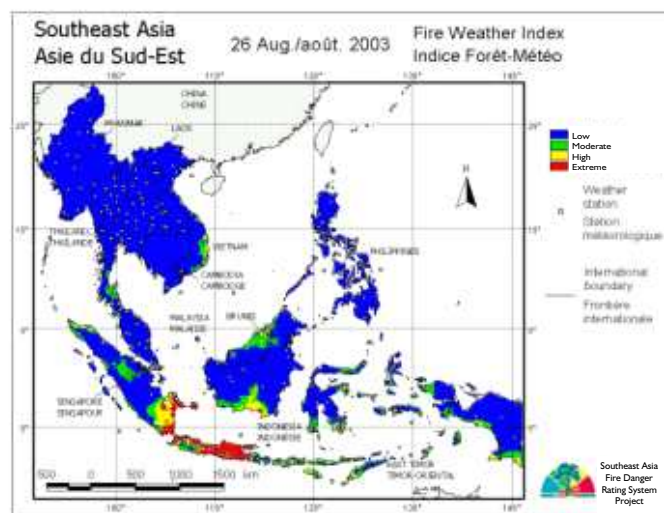 Southeast Asia
Asie du Sud-Est
26 Aug./août. 2003
Fire Weather Index
Indice Forêt-Météo
Low
Moderate
High
Extreme
Weather
station
Station
météorologique
International
boundary
Frontière
internationale
CHINA
CHINE
MYANMAR
LAOS
THAILAND
THAILANDE
VIETNAM
CAMBODIA
CAMBODGE
PHILIPPINES
MALAYSIA
MALAISIE
BRUNEI
SINGAPORE
SINGAPOUR
INDONESIA
INDONÉSIE
EAST TIMOR
TIMOR-ORIENTAL
500 0 500 1000 1500 km
Southeast Asia
Fire Danger
Rating System
Project